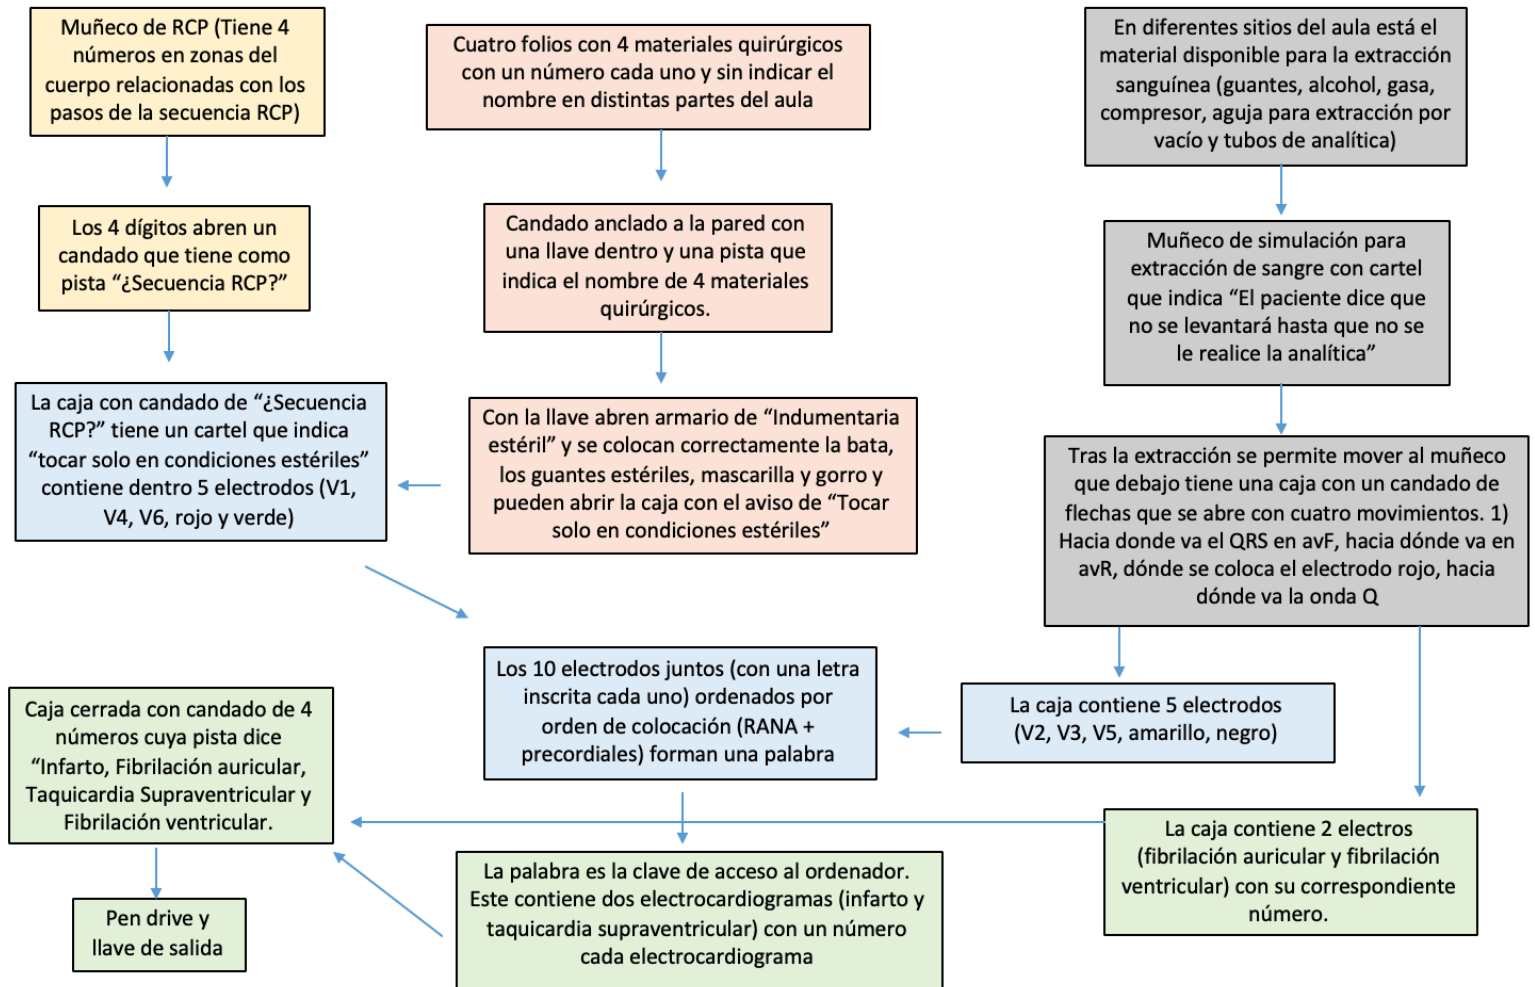 Muñeco de RCP (Tiene 4
números en zonas del
cuerpo relacionadas con los
pasos de la secuencia RCP)
Cuatro folios con 4 materiales quirúrgicos
con un número cada uno y sin indicar el
nombre en distintas partes del aula
En diferentes sitios del aula está el
material disponible para la extracción
sanguínea (guantes, alcohol, gasa,
compresor, aguja para extracción por
vacío y tubos de analítica)
Los 4 dígitos abren un
candado que tiene como
pista “¿Secuencia RCP?”
Candado anclado a la pared con
una llave dentro y una pista que
indica el nombre de 4 materiales
quirúrgicos.
Muñeco de simulación para
extracción de sangre con cartel
que indica “El paciente dice que
no se levantará hasta que no se
le realice la analítica”
La caja con candado de “¿Secuencia
RCP?” tiene un cartel que indica
“tocar solo en condiciones estériles”
contiene dentro 5 electrodos (V1,
V4, V6, rojo y verde)
Con la llave abren armario de “Indumentaria
estéril” y se colocan correctamente la bata,
los guantes estériles, mascarilla y gorro y
pueden abrir la caja con el aviso de “Tocar
solo en condiciones estériles”
Tras la extracción se permite mover al muñeco
que debajo tiene una caja con un candado de
flechas que se abre con cuatro movimientos. 1)
Hacia donde va el QRS en avF, hacia dónde va en
avR, dónde se coloca el electrodo rojo, hacia
dónde va la onda Q
Los 10 electrodos juntos (con una letra
inscrita cada uno) ordenados por
orden de colocación (RANA +
precordiales) forman una palabra
La caja contiene 5 electrodos
(V2, V3, V5, amarillo, negro)
Caja cerrada con candado de 4
números cuya pista dice
“Infarto, Fibrilación auricular,
Taquicardia Supraventricular y
Fibrilación ventricular.
La palabra es la clave de acceso al ordenador.
Este contiene dos electrocardiogramas (infarto y
taquicardia supraventricular) con un número
cada electrocardiograma
La caja contiene 2 electros
(fibrilación auricular y fibrilación
ventricular) con su correspondiente
número.
Pen drive y
llave de salida